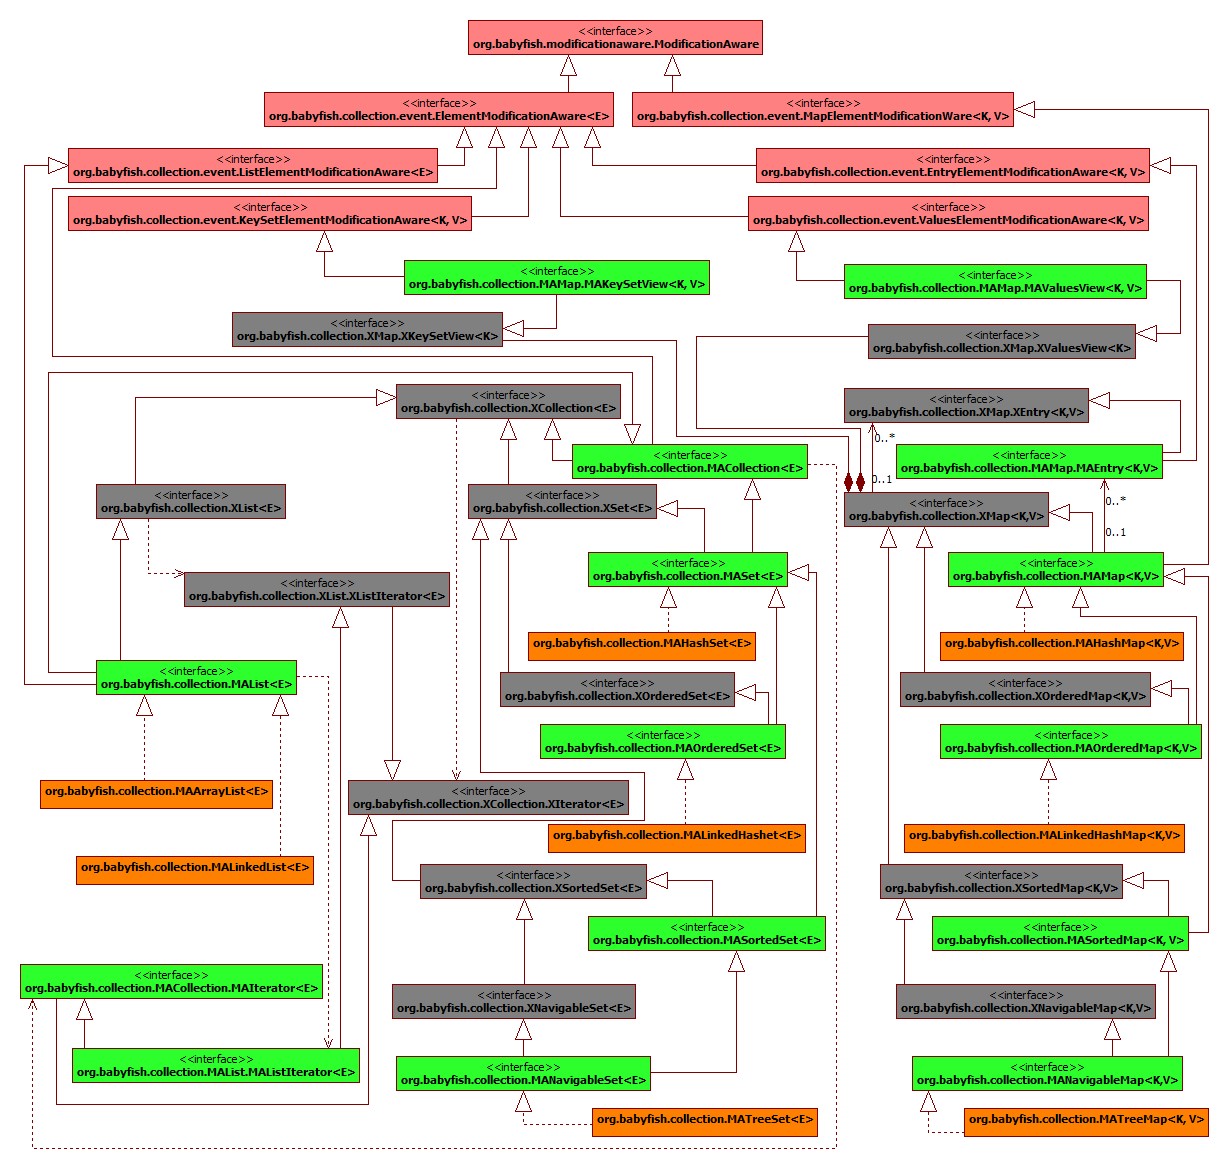 <<interface>>
org.babyfish.modificationaware.ModificationAware
<<interface>>
org.babyfish.collection.event.ElementModificationAware<E>
<<interface>>
org.babyfish.collection.event.MapElementModificationWare<K, V>
<<interface>>
org.babyfish.collection.event.ListElementModificationAware<E>
<<interface>>
org.babyfish.collection.event.EntryElementModificationAware<K, V>
<<interface>>
org.babyfish.collection.event.KeySetElementModificationAware<K, V>
<<interface>>
org.babyfish.collection.event.ValuesElementModificationAware<K, V>
<<interface>>
org.babyfish.collection.MAMap.MAKeySetView<K, V>
<<interface>>
org.babyfish.collection.MAMap.MAValuesView<K, V>
<<interface>>
org.babyfish.collection.XMap.XKeySetView<K>
<<interface>>
org.babyfish.collection.XMap.XValuesView<K>
<<interface>>
org.babyfish.collection.XCollection<E>
<<interface>>
org.babyfish.collection.XMap.XEntry<K,V>
0..*
<<interface>>
org.babyfish.collection.MACollection<E>
<<interface>>
org.babyfish.collection.MAMap.MAEntry<K,V>
0..1
<<interface>>
org.babyfish.collection.XList<E>
<<interface>>
org.babyfish.collection.XSet<E>
<<interface>>
org.babyfish.collection.XMap<K,V>
0..*
0..1
<<interface>>
org.babyfish.collection.MASet<E>
<<interface>>
org.babyfish.collection.MAMap<K,V>
<<interface>>
org.babyfish.collection.XList.XListIterator<E>
org.babyfish.collection.MAHashSet<E>
org.babyfish.collection.MAHashMap<K,V>
<<interface>>
org.babyfish.collection.MAList<E>
<<interface>>
org.babyfish.collection.XOrderedSet<E>
<<interface>>
org.babyfish.collection.XOrderedMap<K,V>
<<interface>>
org.babyfish.collection.MAOrderedSet<E>
<<interface>>
org.babyfish.collection.MAOrderedMap<K,V>
org.babyfish.collection.MAArrayList<E>
<<interface>>
org.babyfish.collection.XCollection.XIterator<E>
org.babyfish.collection.MALinkedHashet<E>
org.babyfish.collection.MALinkedHashMap<K,V>
org.babyfish.collection.MALinkedList<E>
<<interface>>
org.babyfish.collection.XSortedSet<E>
<<interface>>
org.babyfish.collection.XSortedMap<K,V>
<<interface>>
org.babyfish.collection.MASortedSet<E>
<<interface>>
org.babyfish.collection.MASortedMap<K, V>
<<interface>>
org.babyfish.collection.MACollection.MAIterator<E>
<<interface>>
org.babyfish.collection.XNavigableSet<E>
<<interface>>
org.babyfish.collection.XNavigableMap<K,V>
<<interface>>
org.babyfish.collection.MAList.MAListIterator<E>
<<interface>>
org.babyfish.collection.MANavigableSet<E>
<<interface>>
org.babyfish.collection.MANavigableMap<K,V>
org.babyfish.collection.MATreeSet<E>
org.babyfish.collection.MATreeMap<K, V>